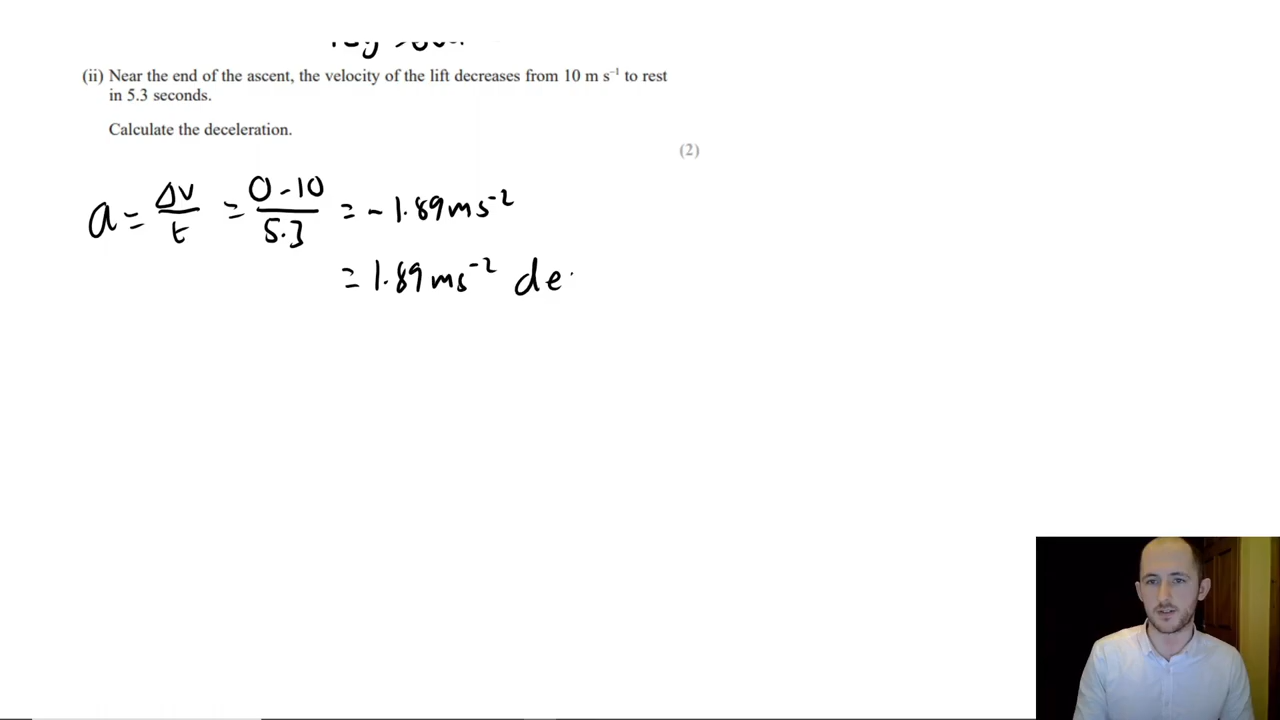 (ii) Near the end of the ascent, the velocity of the lift decreases from 10 m s⁻¹ to rest
in 5.3 seconds.
Calculate the deceleration.
(2)
a = Δv/t = (0 - 10)/5.3 = - 1.89 ms⁻²
= 1.89 ms⁻² de